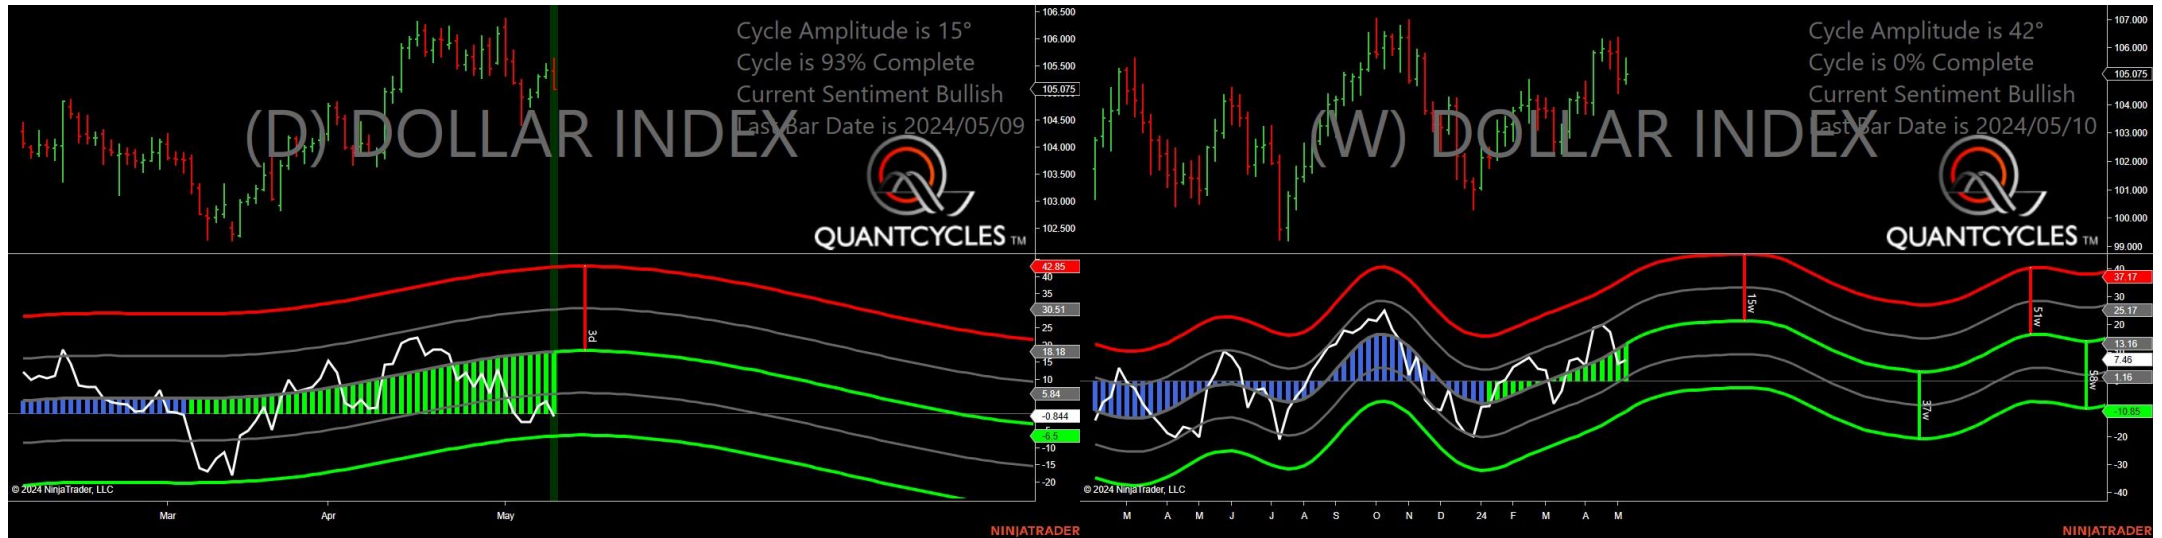 Cycle Amplitude is 15°
Cycle is 93% Complete
Current Sentiment Bullish
Last Bar Date is 2024/05/09
(D) DOLLAR INDEX
QUANTCYCLES TM
106.500
106.000
105.500
105.075
104.500
104.000
103.500
103.000
102.500
42.85
40
35
30.51
25
18.18
15
10
5.84
-0.844
-6.5
-10
-15
-20
3d
© 2024 NinjaTrader, LLC
Mar
Apr
May
NINJATRADER
Cycle Amplitude is 42°
Cycle is 0% Complete
Current Sentiment Bullish
Last Bar Date is 2024/05/10
(W) DOLLAR INDEX
QUANTCYCLES TM
107.000
106.000
105.075
104.000
103.000
102.000
101.000
100.000
99.000
40
37.17
30
25.17
20
13.16
7.46
1.16
-10.85
-20
-30
-40
15w
37w
51w
58w
© 2024 NinjaTrader, LLC
M A M J J A S O N D 24 F M A M
NINJATRADER